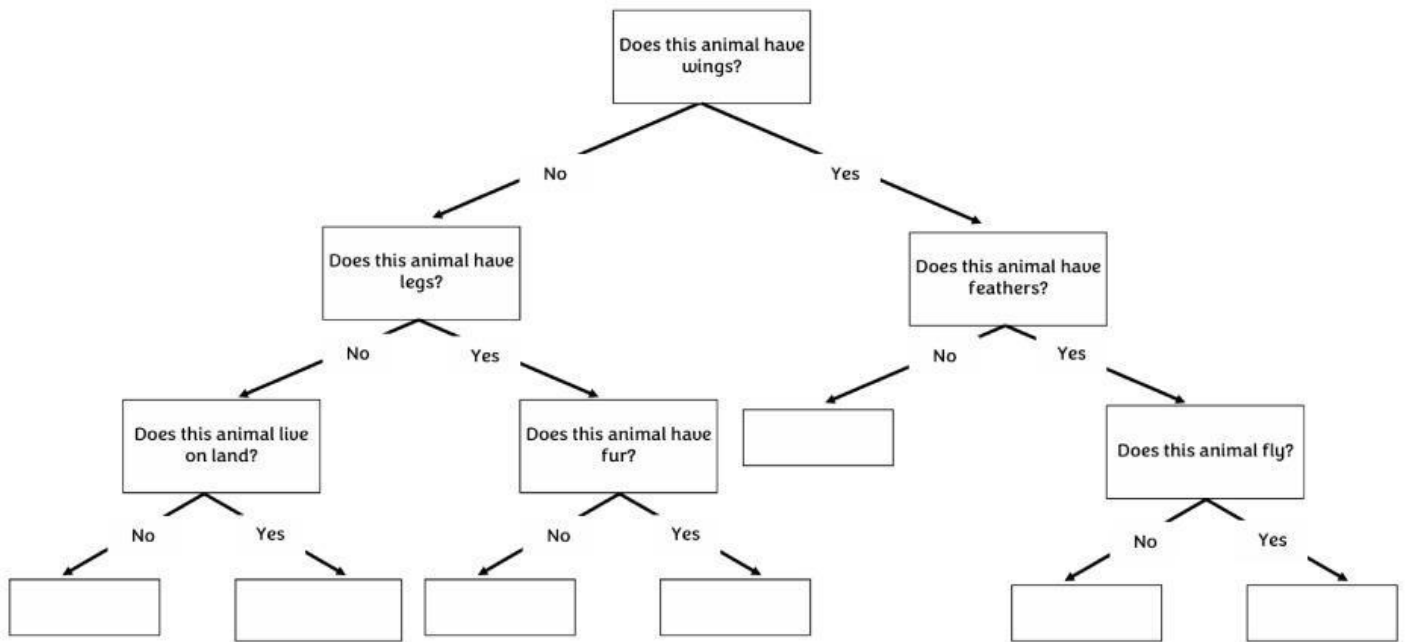 Does this animal have
wings?
No
Yes
Does this animal have
legs?
Does this animal have
feathers?
No
Yes
No
Yes
Does this animal live
on land?
Does this animal have
fur?
Does this animal fly?
No
Yes
No
Yes
No
Yes